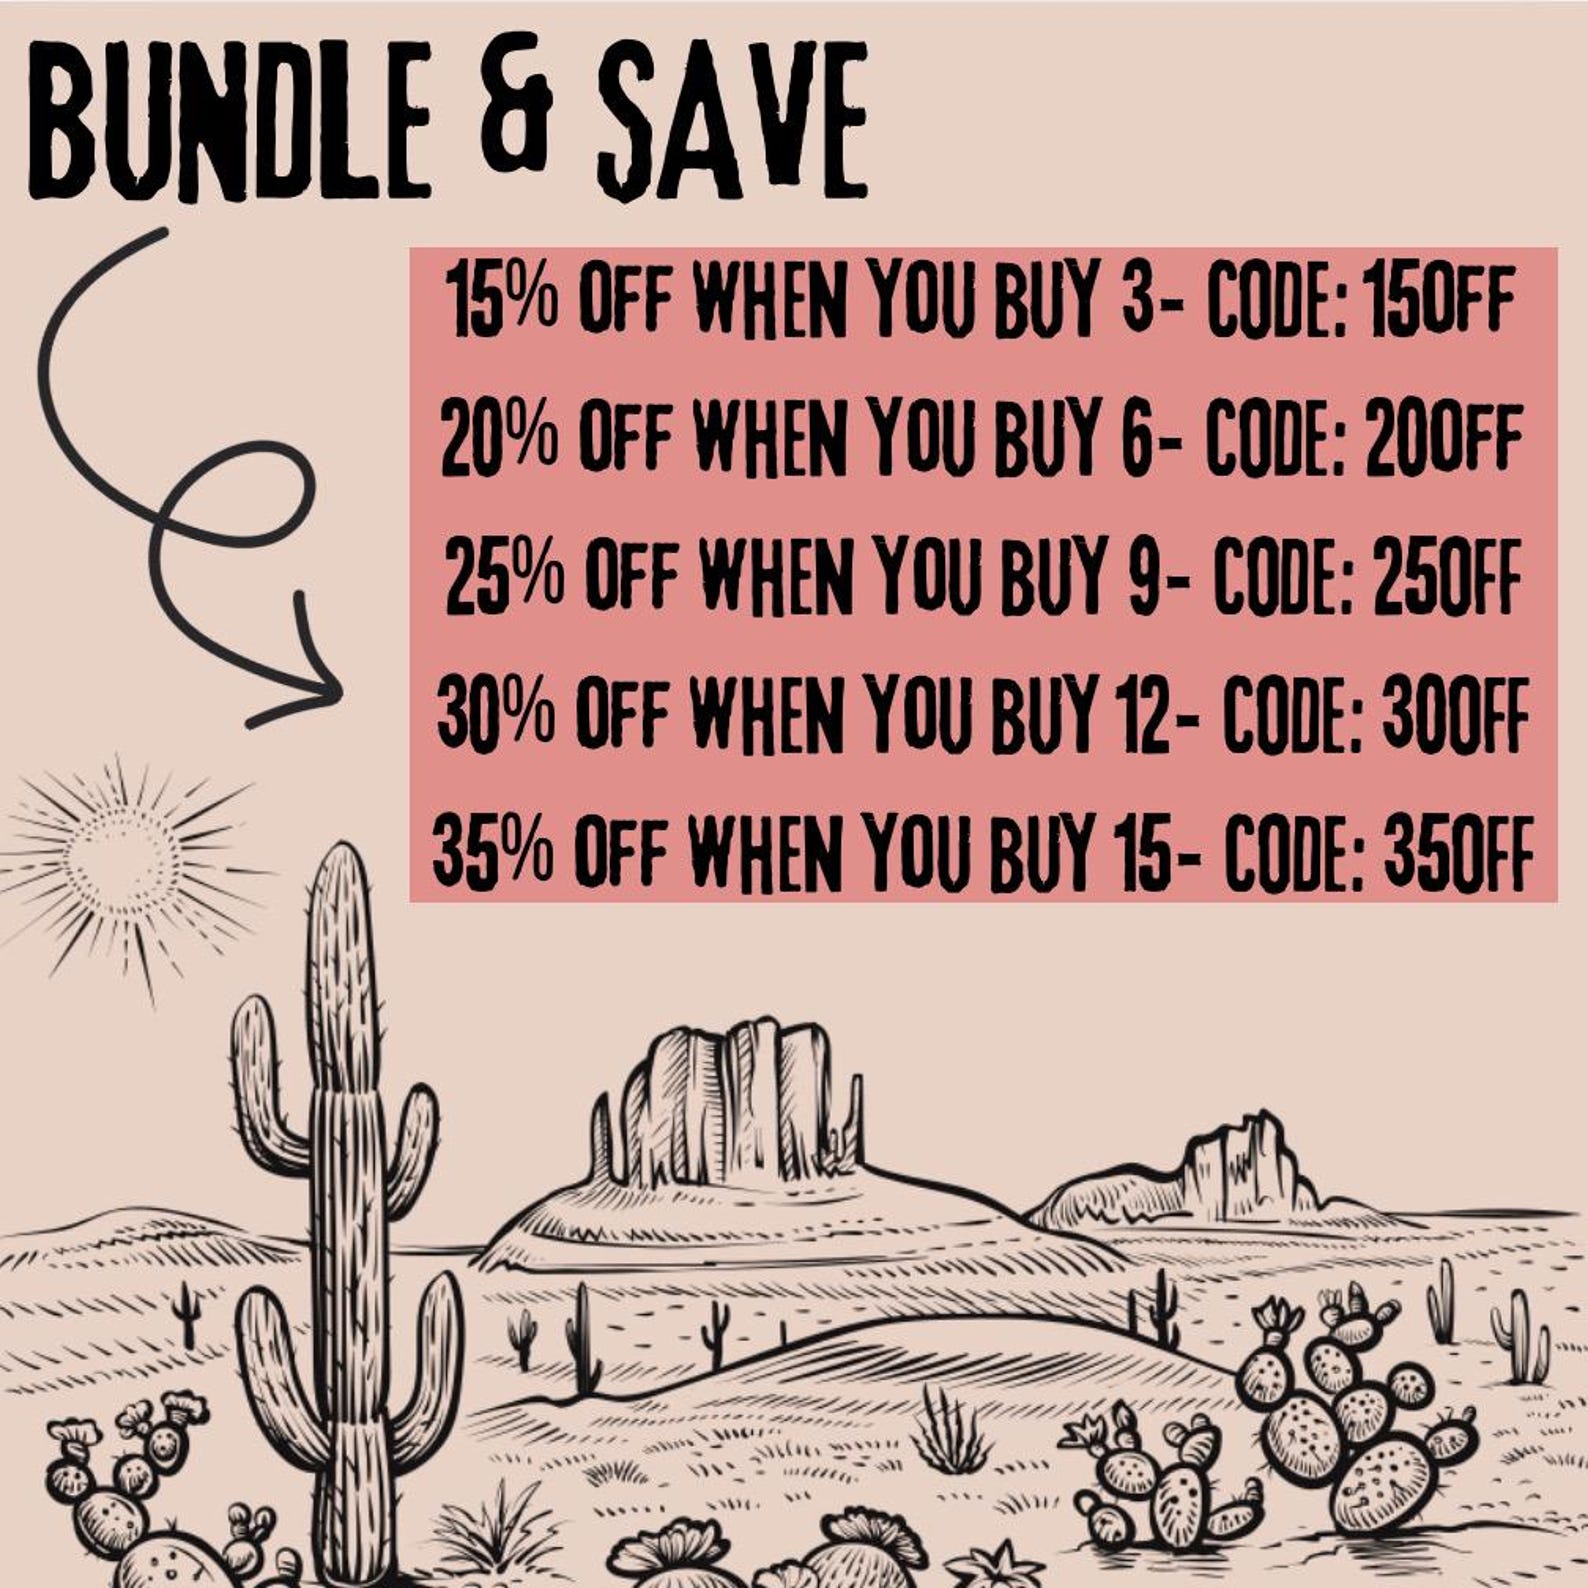 BUNDLE & SAVE
15% OFF WHEN YOU BUY 3- CODE: 15OFF
20% OFF WHEN YOU BUY 6- CODE: 20OFF
25% OFF WHEN YOU BUY 9- CODE: 25OFF
30% OFF WHEN YOU BUY 12- CODE: 30OFF
35% OFF WHEN YOU BUY 15- CODE: 35OFF